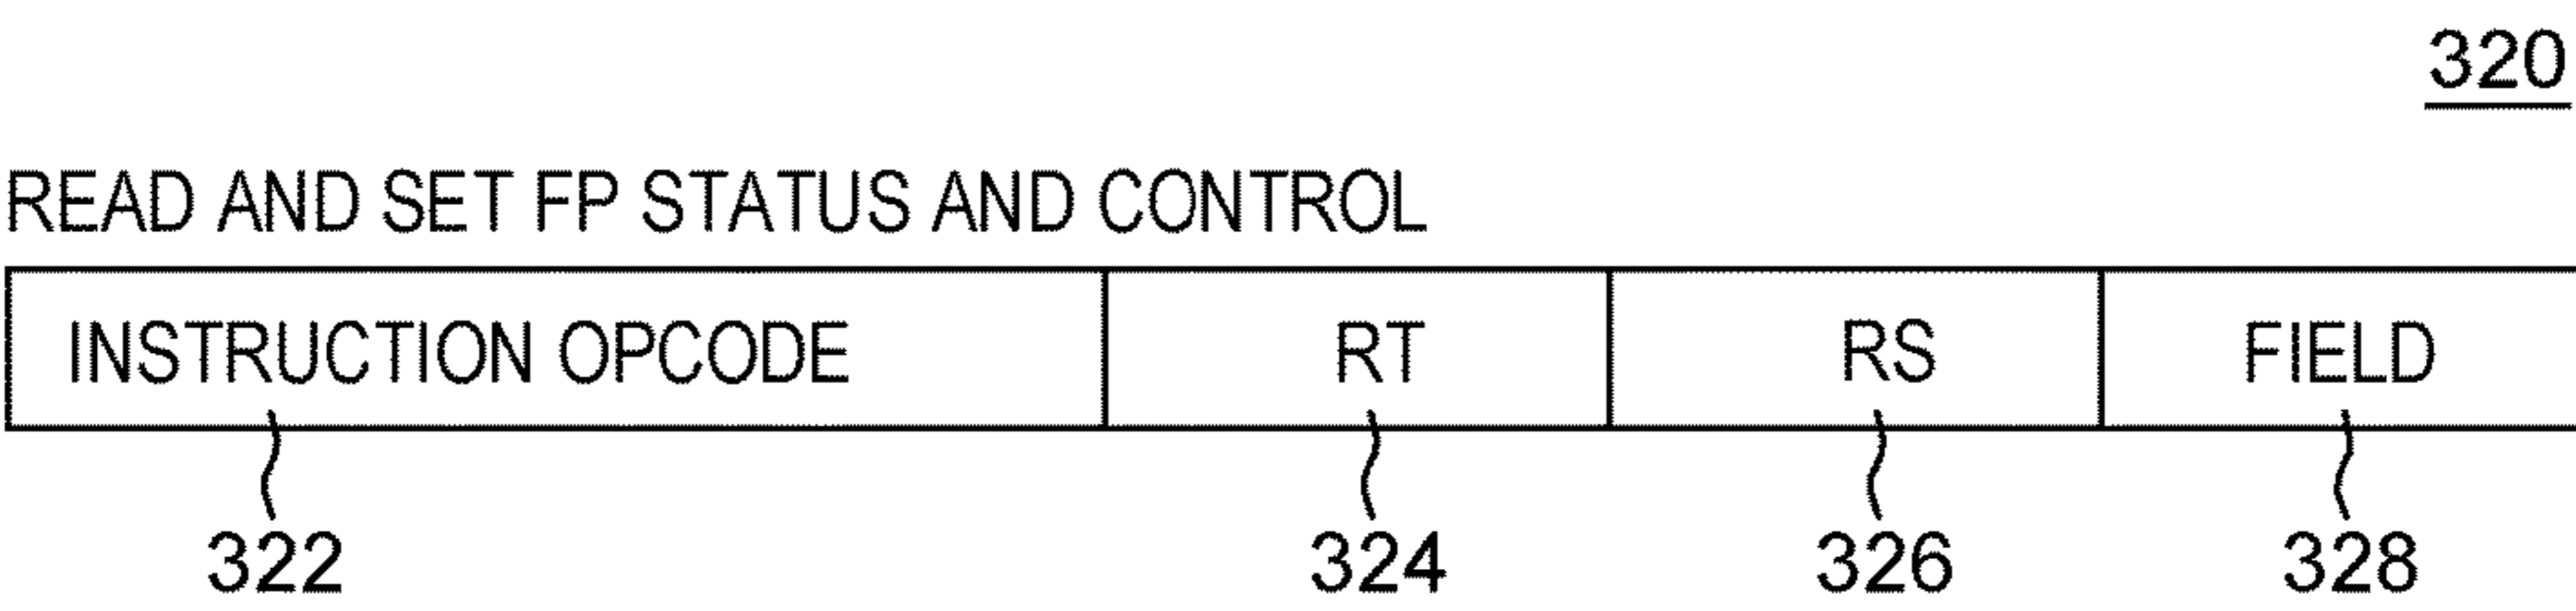 320
READ AND SET FP STATUS AND CONTROL
INSTRUCTION OPCODE RT RS FIELD
322 324 326 328